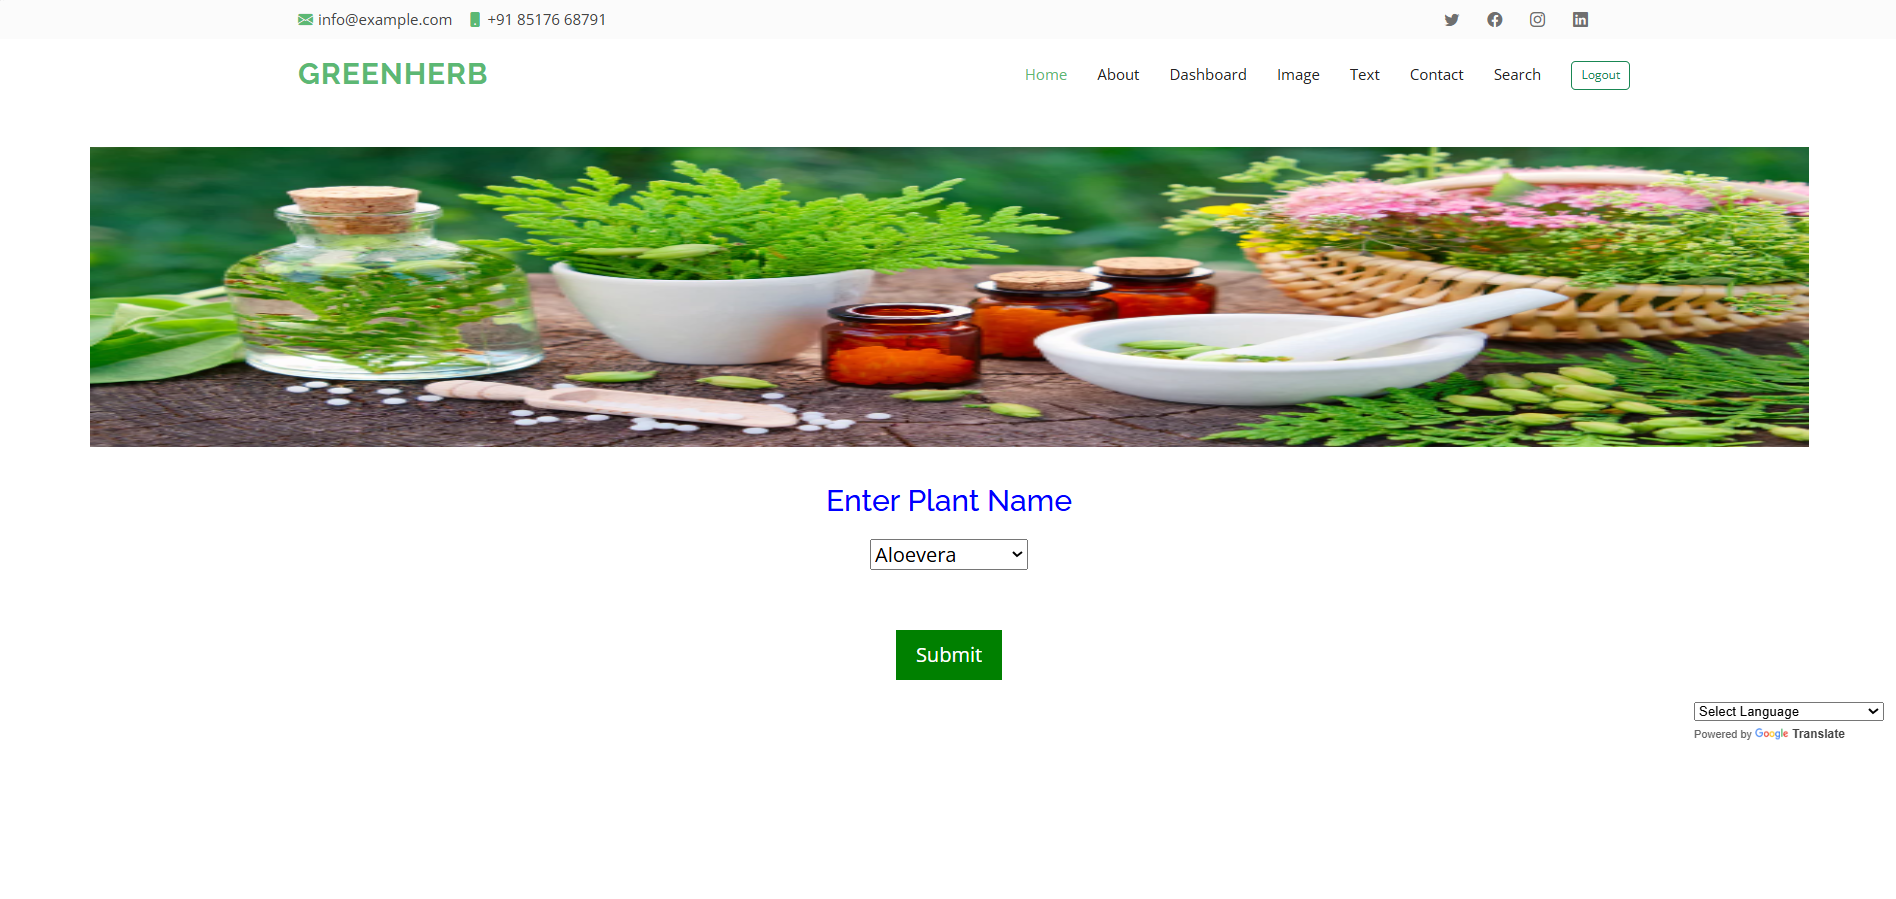 info@example.com +91 85176 68791
GREENHERB
Home About Dashboard Image Text Contact Search Logout
Enter Plant Name
Aloevera
Submit
Select Language
Powered by Google Translate